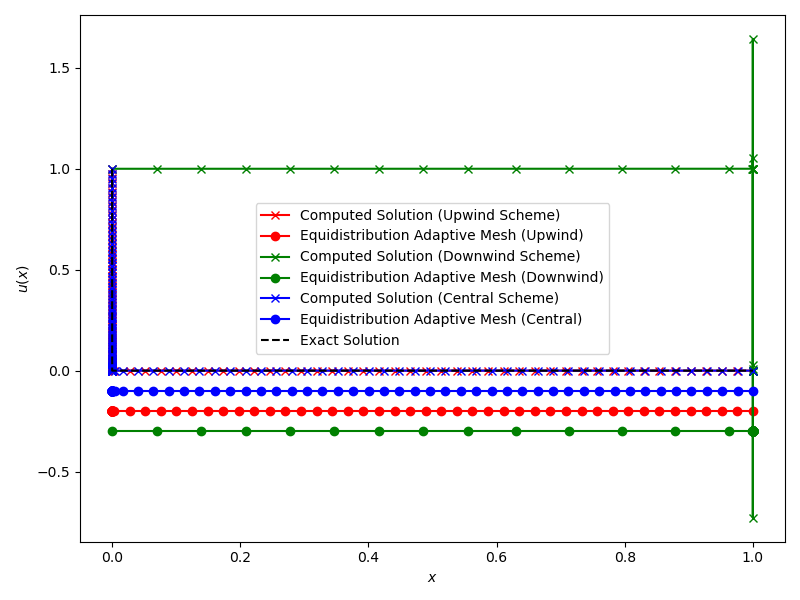 1.5
1.0
0.5
0.0
−0.5
u(x)
Computed Solution (Upwind Scheme)
Equidistribution Adaptive Mesh (Upwind)
Computed Solution (Downwind Scheme)
Equidistribution Adaptive Mesh (Downwind)
Computed Solution (Central Scheme)
Equidistribution Adaptive Mesh (Central)
Exact Solution
0.0 0.2 0.4 0.6 0.8 1.0
x